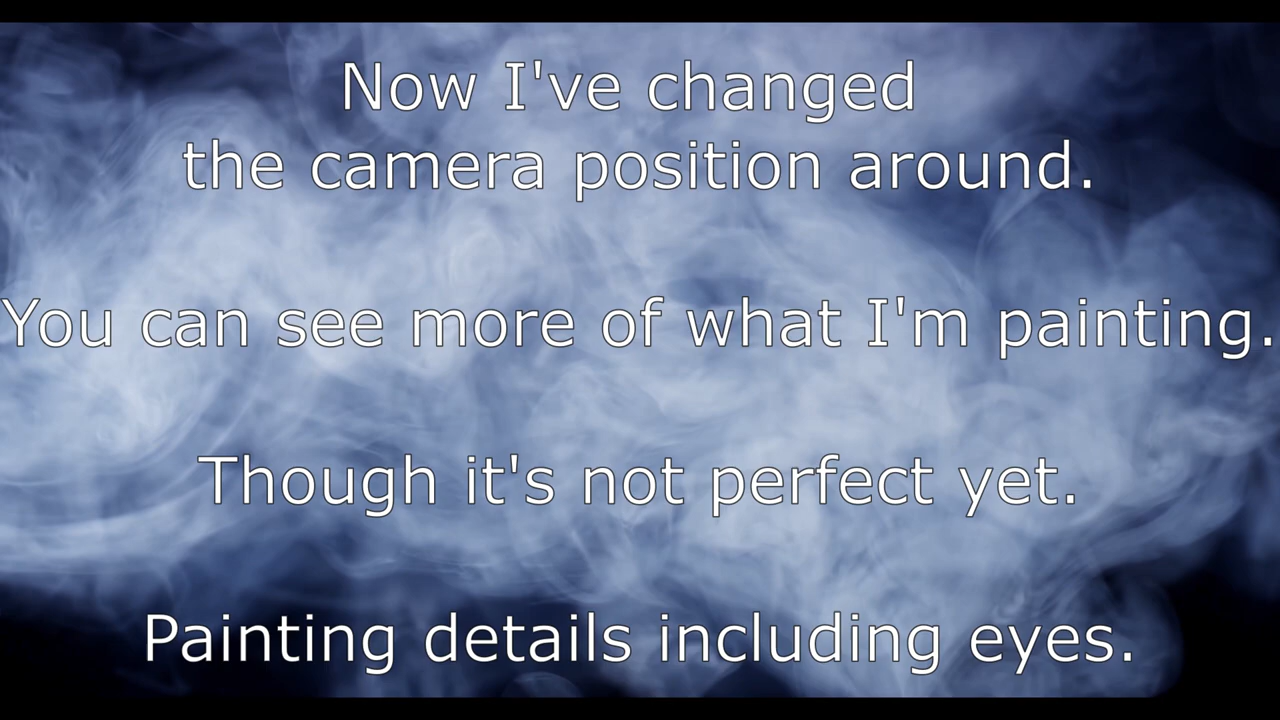 Now I've changed
the camera position around.
You can see more of what I'm painting.
Though it's not perfect yet.
Painting details including eyes.